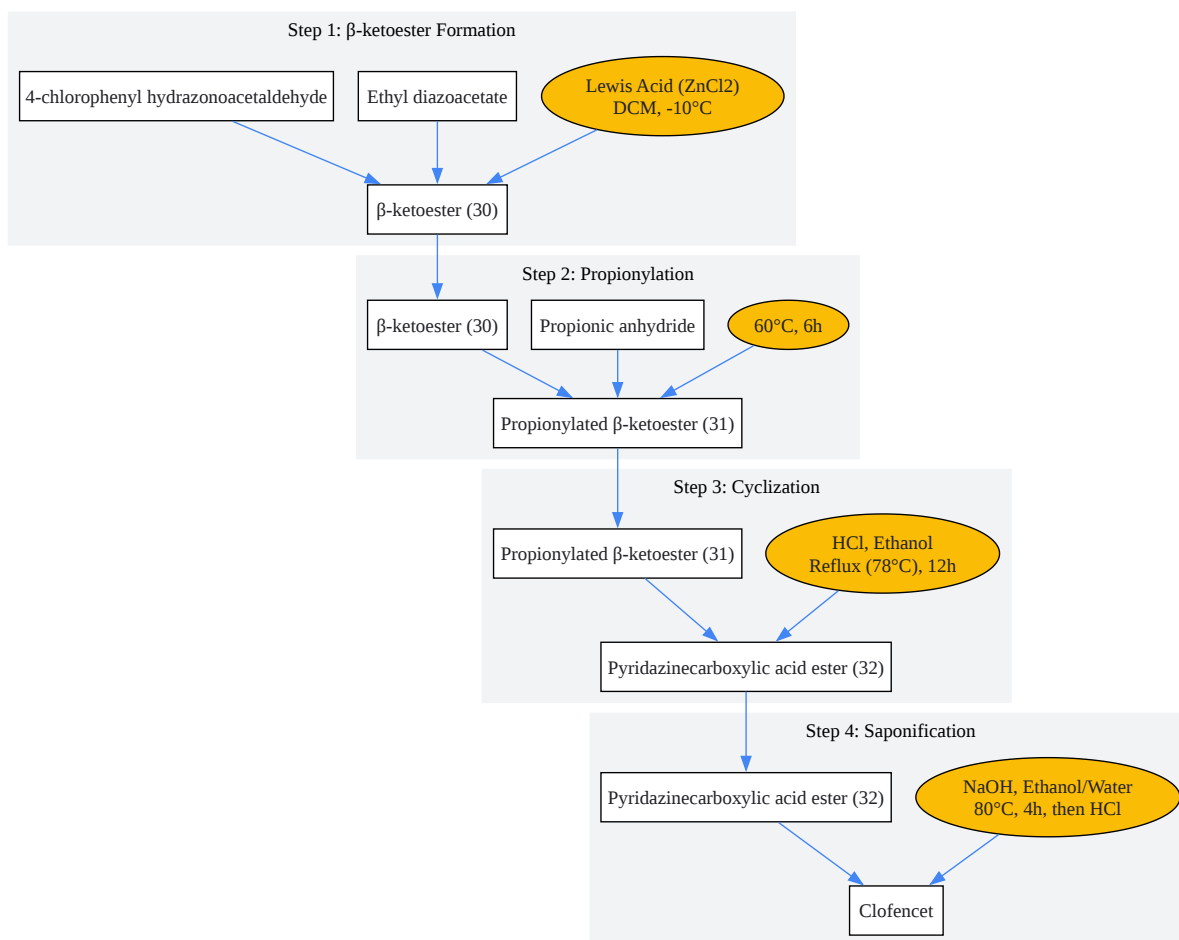 Step 1: β-ketoester Formation
4-chlorophenyl hydrazonoacetaldehyde
Ethyl diazoacetate
Lewis Acid (ZnCl2)
DCM, -10°C
β-ketoester (30)
Step 2: Propionylation
β-ketoester (30)
Propionic anhydride
60°C, 6h
Propionylated β-ketoester (31)
Step 3: Cyclization
Propionylated β-ketoester (31)
HCl, Ethanol
Reflux (78°C), 12h
Pyridazinecarboxylic acid ester (32)
Step 4: Saponification
Pyridazinecarboxylic acid ester (32)
NaOH, Ethanol/Water
80°C, 4h, then HCl
Clofencet